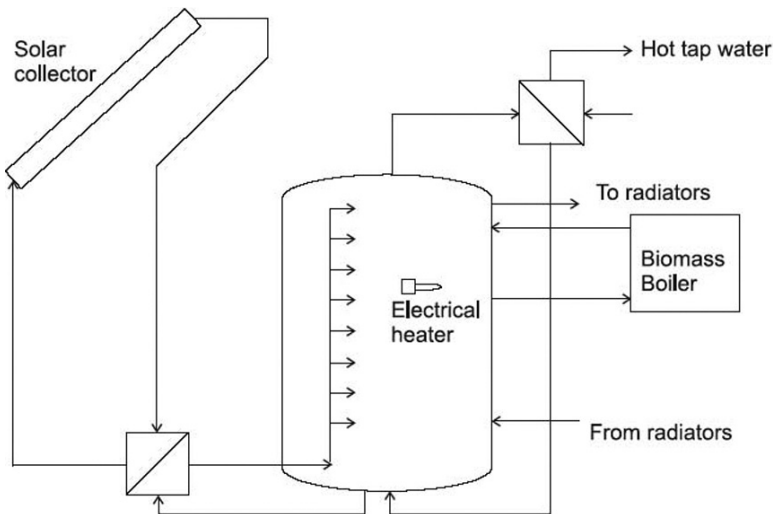 Solar
collector
Hot tap water
To radiators
Biomass
Boiler
Electrical
heater
From radiators